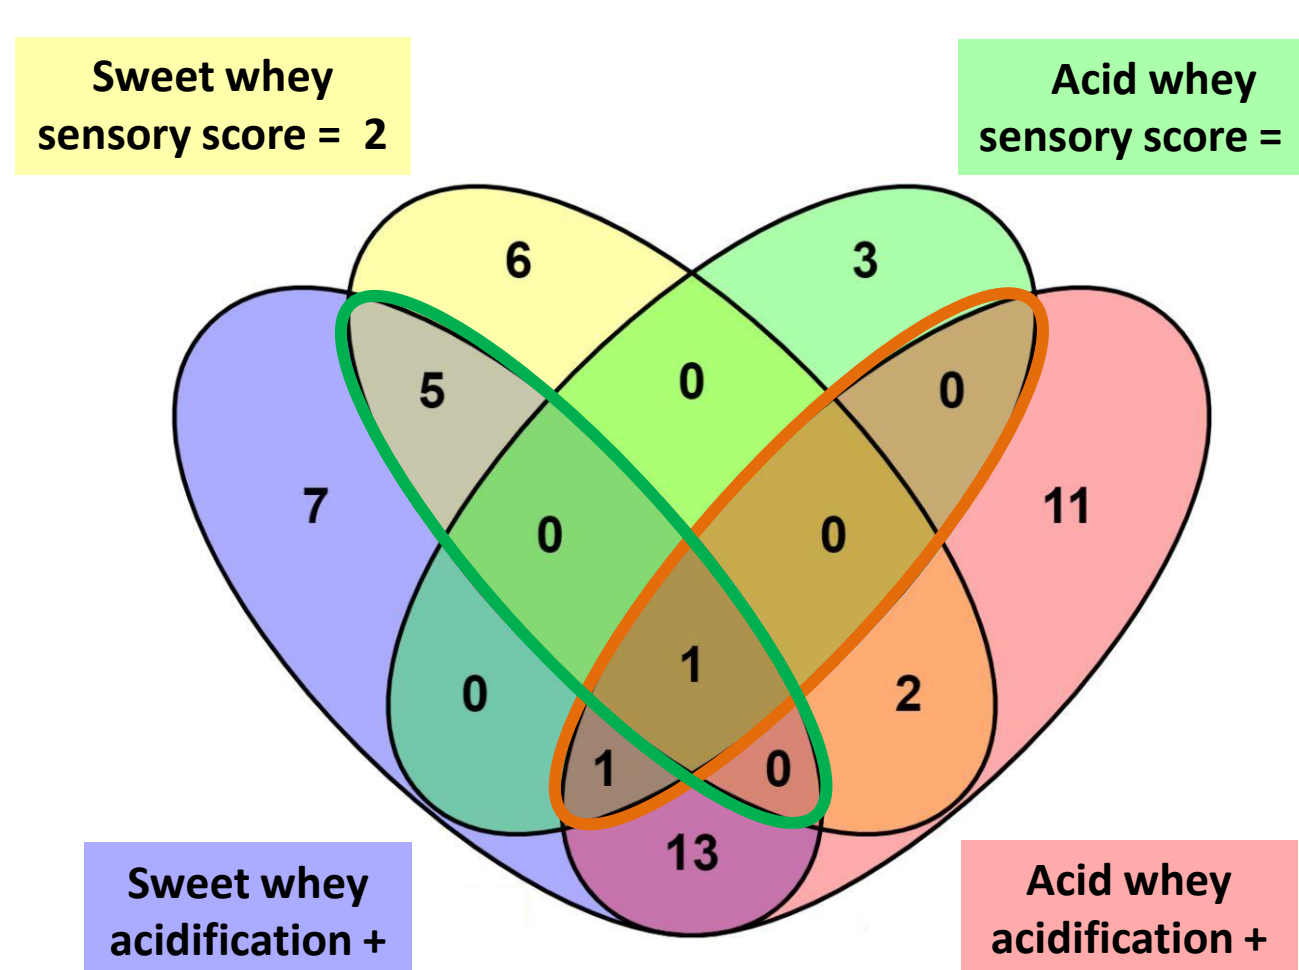 Sweet whey
sensory score =  2
Acid whey
sensory score =
6
3
5
0
0
7
11
0
0
1
0
2
1
0
13
Sweet whey
acidification +
Acid whey
acidification +